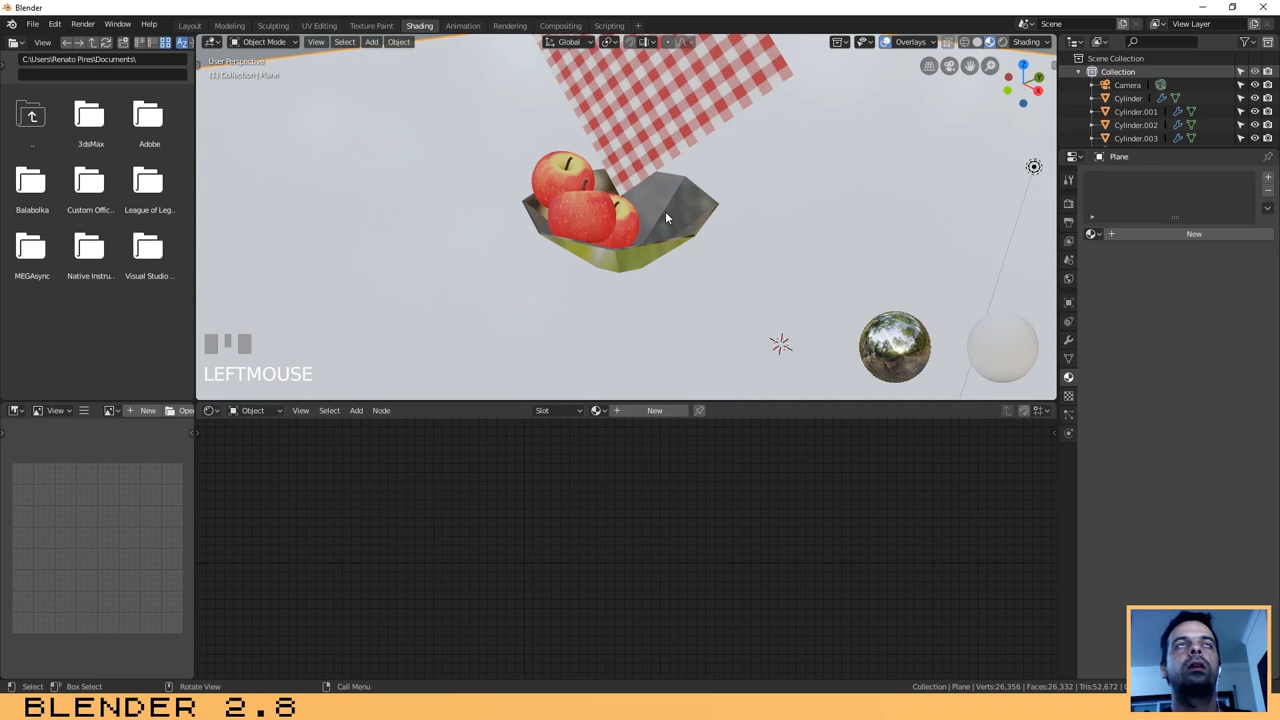 Blender
File Edit Render Window Help Layout Modeling Sculpting UV Editing Texture Paint Shading Animation Rendering Compositing Scripting + Scene View Layer
View Object Mode View Select Add Object Global Overlays Shading
C:\Users\Renato Pires\Documents\
User Perspective
(1) Collection | Plane
Scene Collection
Collection
Camera
Cylinder
Cylinder.001
Cylinder.002
Cylinder.003
Plane
New
.. 3dsMax Adobe
Balabolka Custom Offic... League of Leg...
MEGAsync Native Instru... Visual Studio ...
LEFTMOUSE
View New Ope Object View Select Add Node Slot New
Select Box Select Rotate View Call Menu Collection | Plane | Verts:26,356 | Faces:26,332 | Tris:52,672 |
BLENDER 2.8